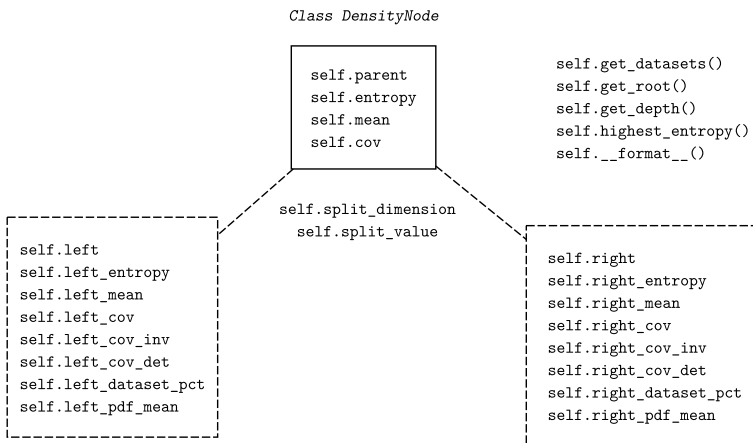 Class DensityNode
self.parent
self.entropy
self.mean
self.cov
self.get_datasets()
self.get_root()
self.get_depth()
self.highest_entropy()
self.__format__()
self.split_dimension
self.split_value
self.left
self.left_entropy
self.left_mean
self.left_cov
self.left_cov_inv
self.left_cov_det
self.left_dataset_pct
self.left_pdf_mean
self.right
self.right_entropy
self.right_mean
self.right_cov
self.right_cov_inv
self.right_cov_det
self.right_dataset_pct
self.right_pdf_mean